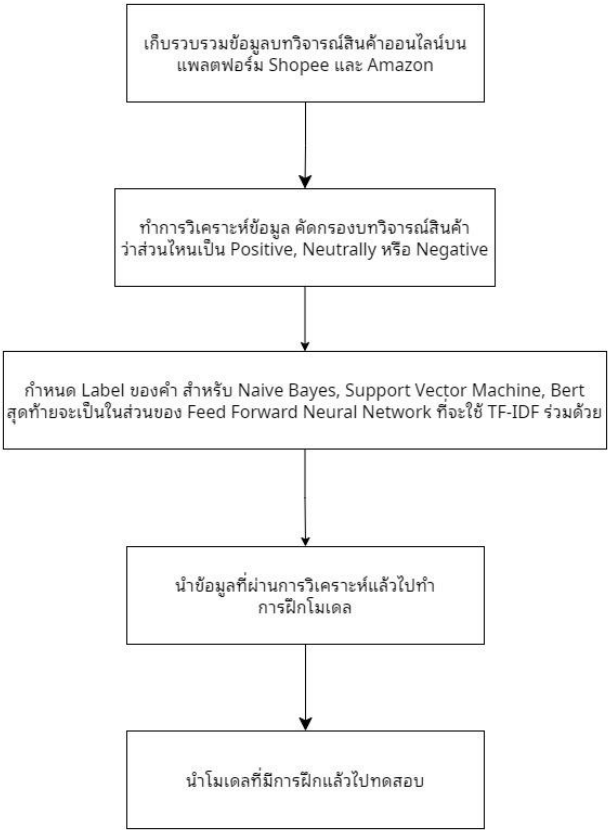 เก็บรวบรวมข้อมูลบทวิจารณ์สินค้าออนไลน์บน
แพลตฟอร์ม Shopee และ Amazon
ทำการวิเคราะห์ข้อมูล คัดกรองบทวิจารณ์สินค้า
ว่าส่วนไหนเป็น Positive, Neutrally หรือ Negative
กำหนด Label ของคำ สำหรับ Naive Bayes, Support Vector Machine, Bert
สุดท้ายจะเป็นในส่วนของ Feed Forward Neural Network ที่จะใช้ TF-IDF ร่วมด้วย
นำข้อมูลที่ผ่านการวิเคราะห์แล้วไปทำ
การฝึกโมเดล
นำโมเดลที่มีการฝึกแล้วไปทดสอบ